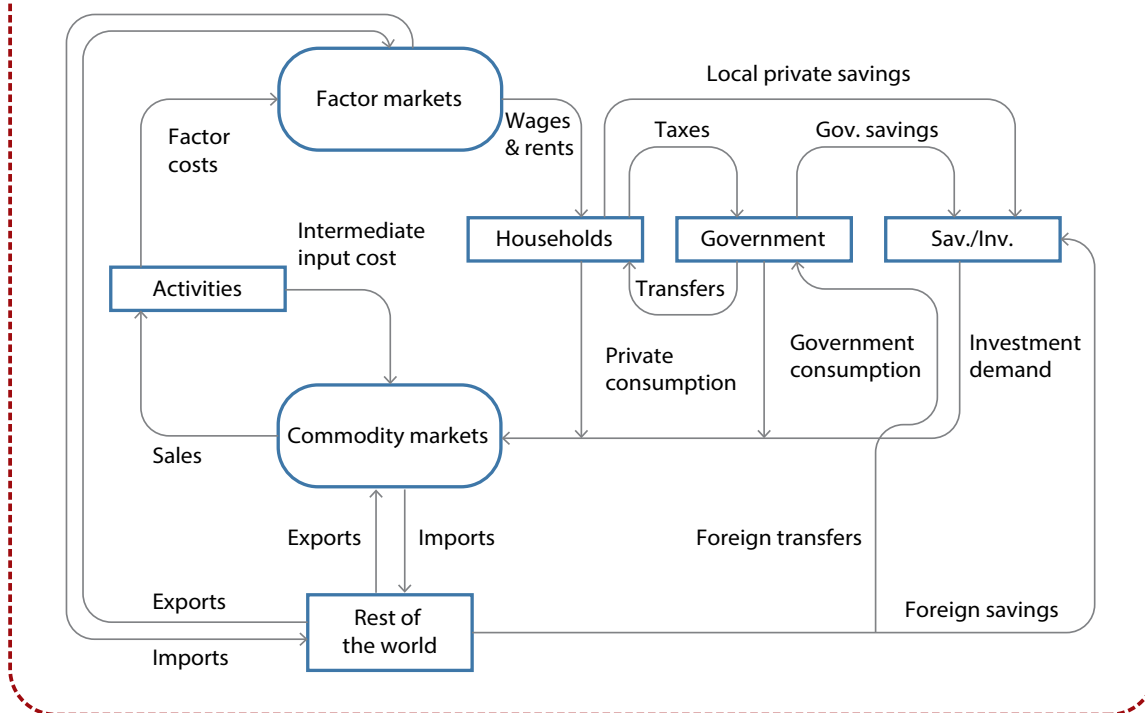 Local private savings
Factor markets
Factor
costs
Wages
& rents
Taxes
Gov. savings
Intermediate
input cost
Households
Government
Sav./Inv.
Activities
Transfers
Private
consumption
Government
consumption
Investment
demand
Commodity markets
Sales
Exports
Imports
Foreign transfers
Exports
Rest of
the world
Foreign savings
Imports